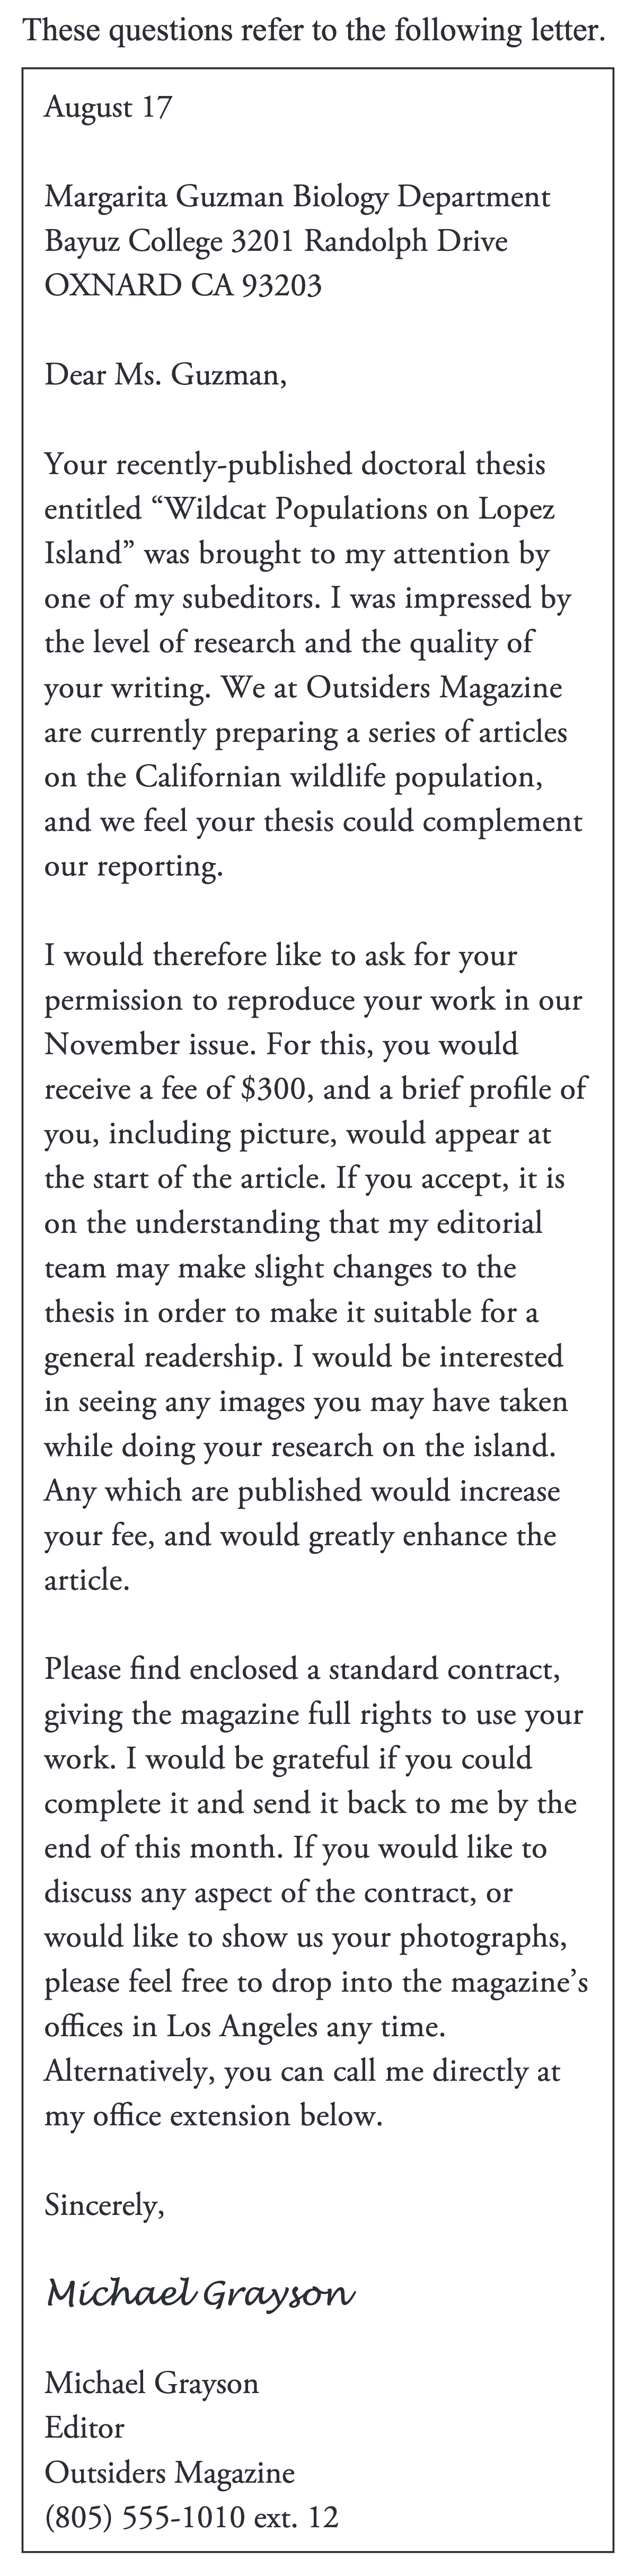 These questions refer to the following letter.
August 17
Margarita Guzman Biology Department
Bayuz College 3201 Randolph Drive
OXNARD CA 93203
Dear Ms. Guzman,
Your recently-published doctoral thesis
entitled “Wildcat Populations on Lopez
Island” was brought to my attention by
one of my subeditors. I was impressed by
the level of research and the quality of
your writing. We at Outsiders Magazine
are currently preparing a series of articles
on the Californian wildlife population,
and we feel your thesis could complement
our reporting.
I would therefore like to ask for your
permission to reproduce your work in our
November issue. For this, you would
receive a fee of $300, and a brief profile of
you, including picture, would appear at
the start of the article. If you accept, it is
on the understanding that my editorial
team may make slight changes to the
thesis in order to make it suitable for a
general readership. I would be interested
in seeing any images you may have taken
while doing your research on the island.
Any which are published would increase
your fee, and would greatly enhance the
article.
Please find enclosed a standard contract,
giving the magazine full rights to use your
work. I would be grateful if you could
complete it and send it back to me by the
end of this month. If you would like to
discuss any aspect of the contract, or
would like to show us your photographs,
please feel free to drop into the magazine’s
offices in Los Angeles any time.
Alternatively, you can call me directly at
my office extension below.
Sincerely,
Michael Grayson
Michael Grayson
Editor
Outsiders Magazine
(805) 555-1010 ext. 12